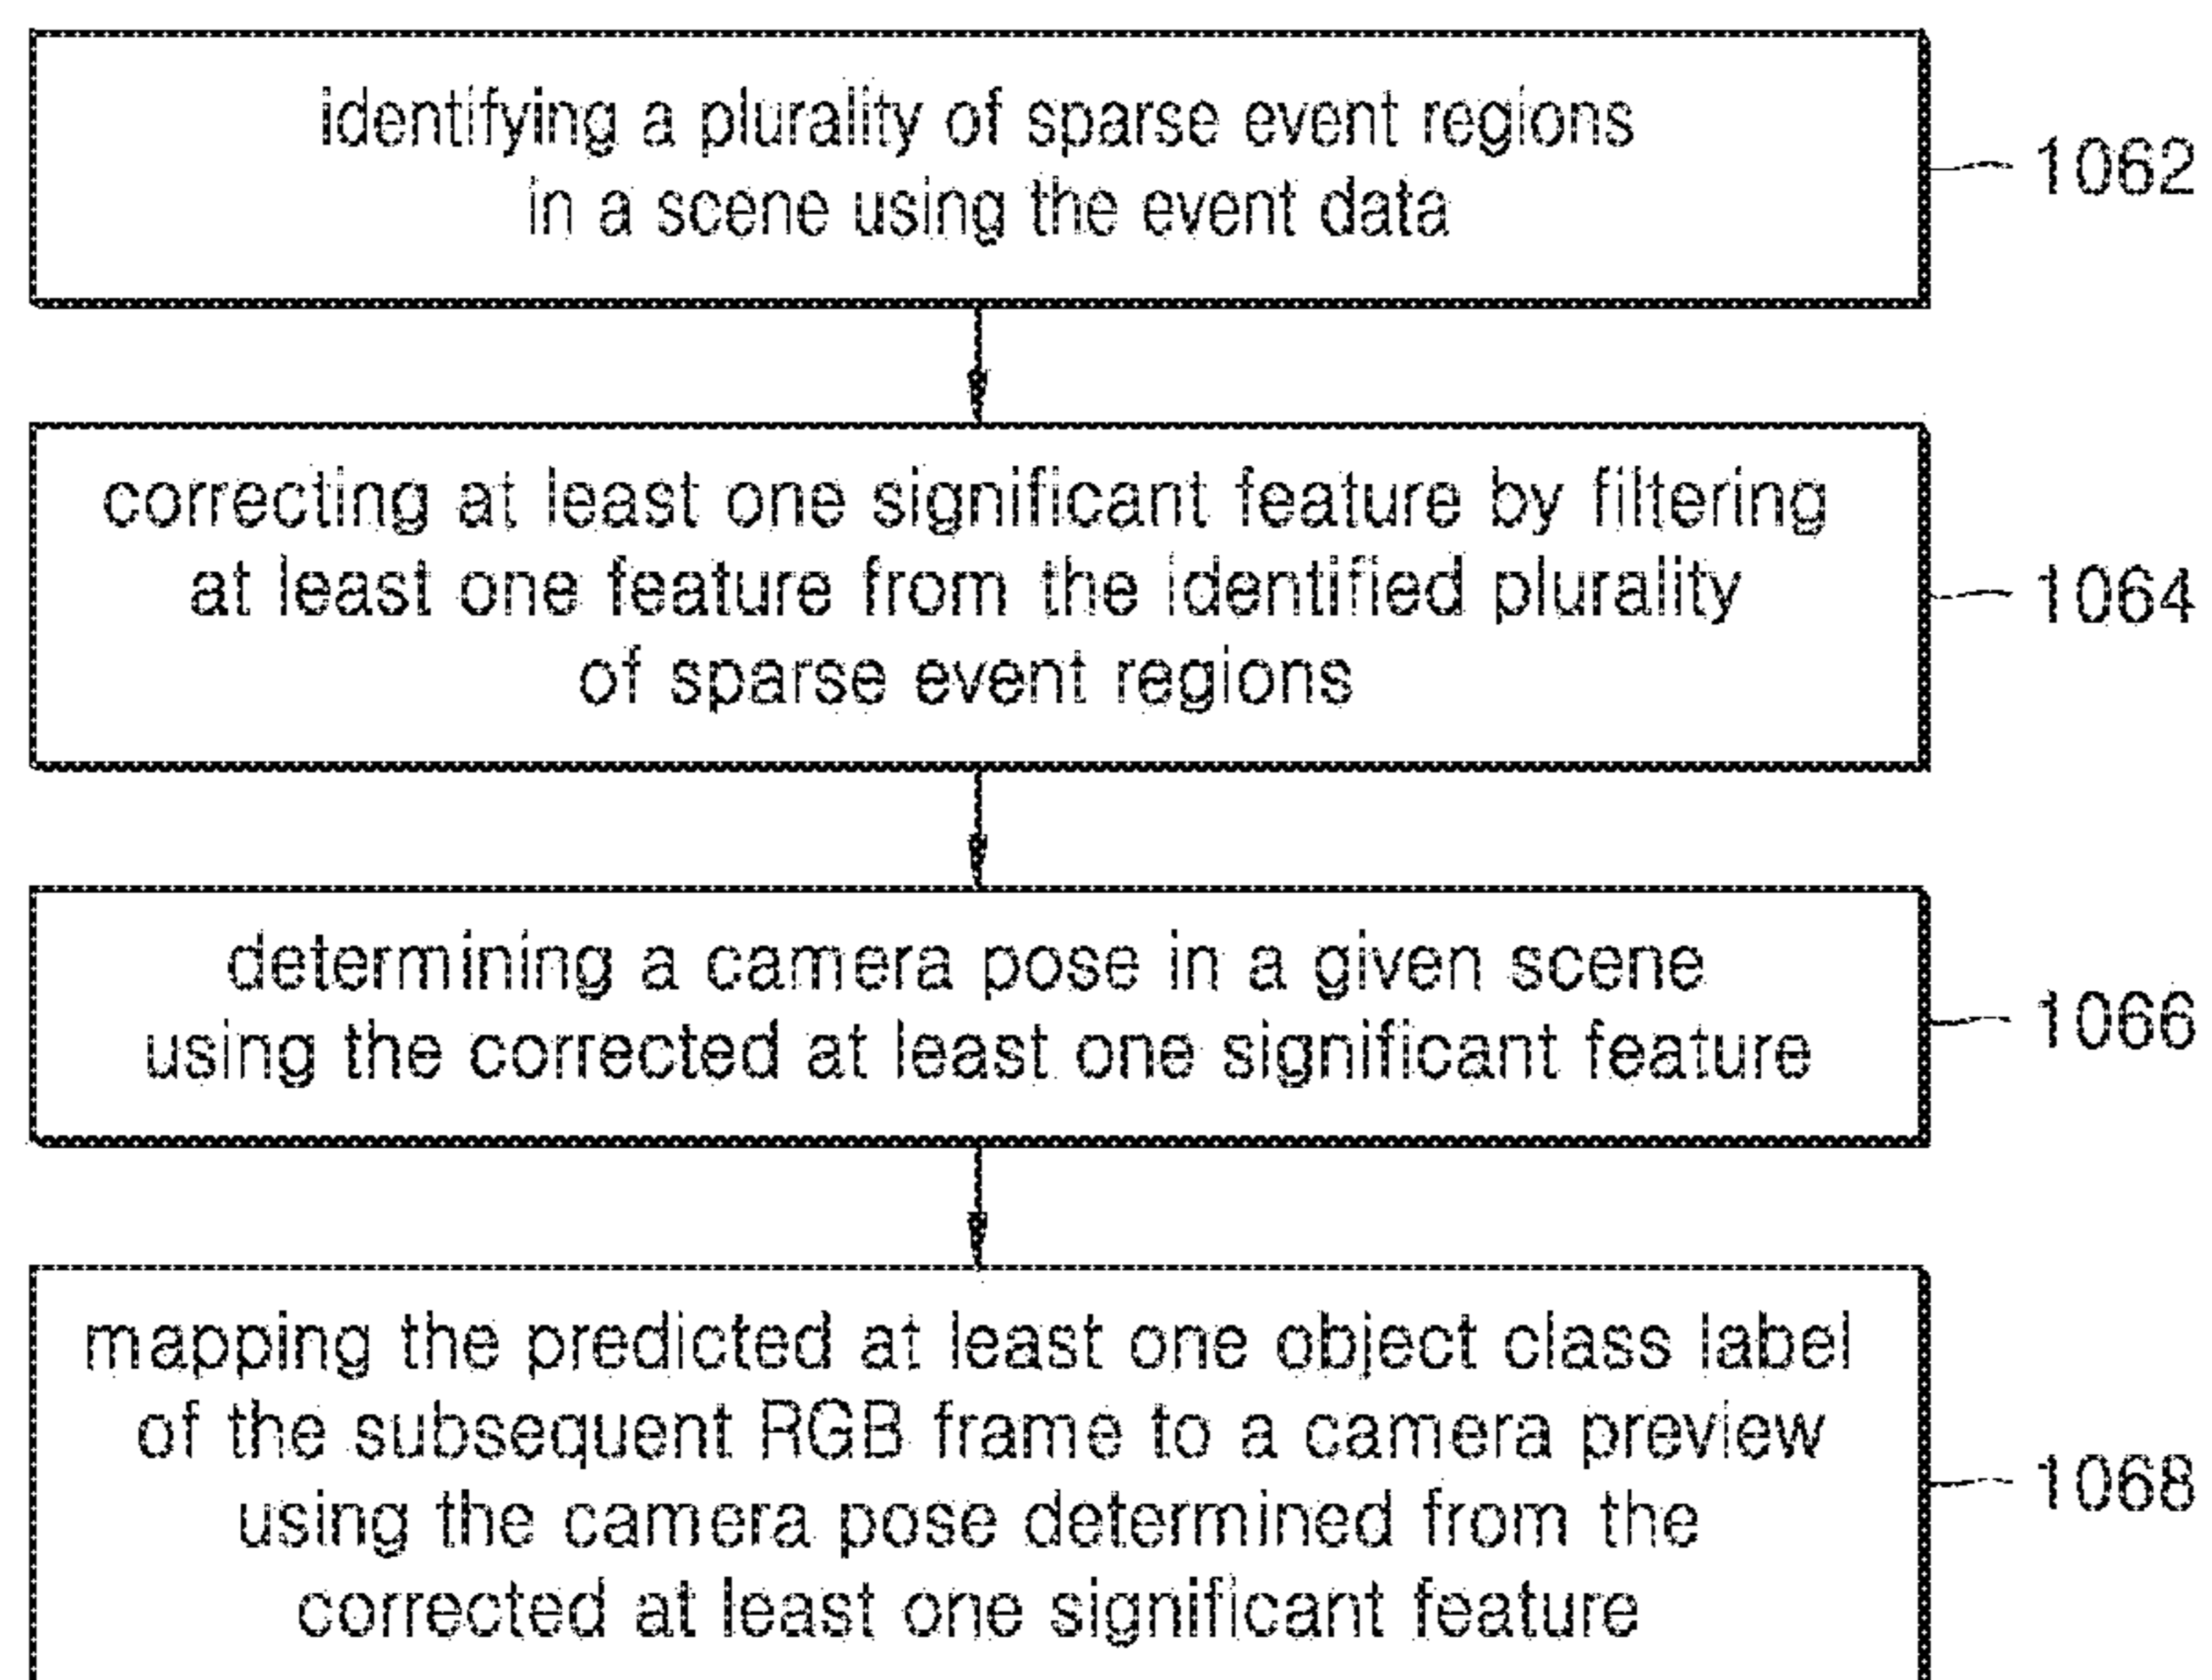 identifying a plurality of sparse event regions
in a scene using the event data
1062
correcting at least one significant feature by filtering
at least one feature from the identified plurality
of sparse event regions
1064
determining a camera pose in a given scene
using the corrected at least one significant feature
1066
mapping the predicted at least one object class label
of the subsequent RGB frame to a camera preview
using the camera pose determined from the
corrected at least one significant feature
1068